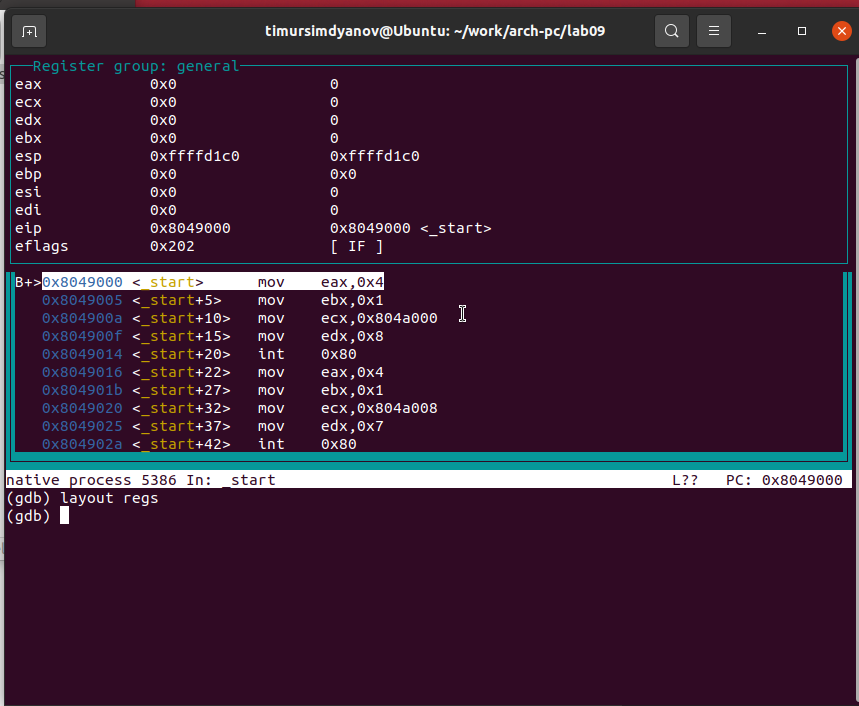 timursimdyanov@Ubuntu: ~/work/arch-pc/lab09
Register group: general
eax 0x0 0
ecx 0x0 0
edx 0x0 0
ebx 0x0 0
esp 0xffffd1c0 0xffffd1c0
ebp 0x0 0x0
esi 0x0 0
edi 0x0 0
eip 0x8049000 0x8049000 <_start>
eflags 0x202 [ IF ]
B+>0x8049000 <_start> mov eax,0x4
0x8049005 <_start+5> mov ebx,0x1
0x804900a <_start+10> mov ecx,0x804a000
0x804900f <_start+15> mov edx,0x8
0x8049014 <_start+20> int 0x80
0x8049016 <_start+22> mov eax,0x4
0x804901b <_start+27> mov ebx,0x1
0x8049020 <_start+32> mov ecx,0x804a008
0x8049025 <_start+37> mov edx,0x7
0x804902a <_start+42> int 0x80
native process 5386 In: _start L?? PC: 0x8049000
(gdb) layout regs
(gdb)